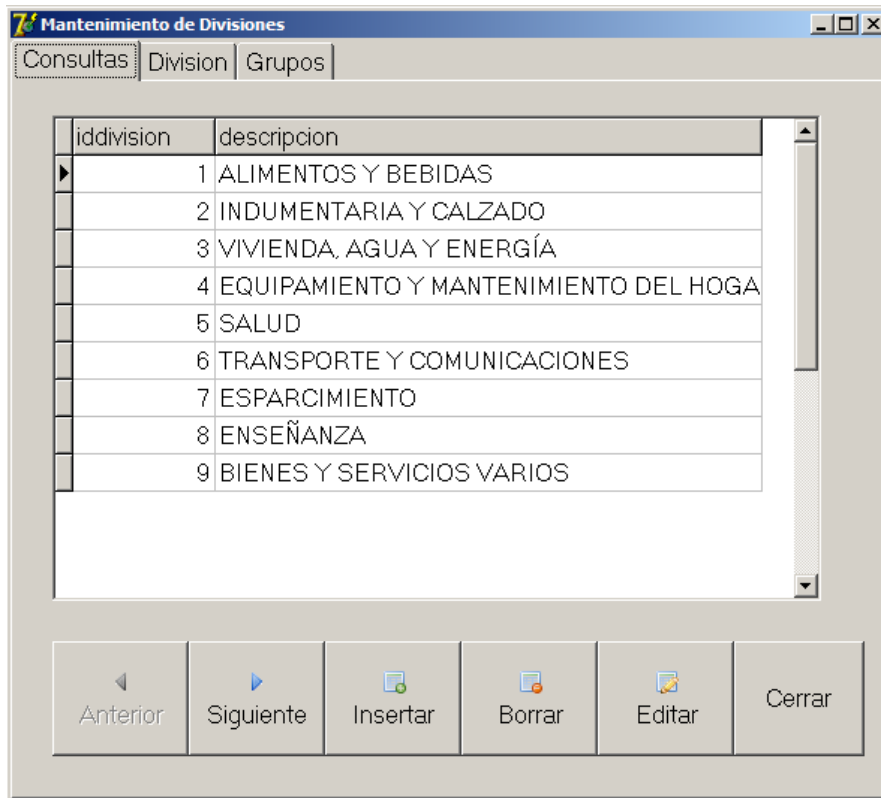 Mantenimiento de Divisiones
Consultas Division Grupos
iddivision descripcion
1 ALIMENTOS Y BEBIDAS
2 INDUMENTARIA Y CALZADO
3 VIVIENDA, AGUA Y ENERGÍA
4 EQUIPAMIENTO Y MANTENIMIENTO DEL HOGA
5 SALUD
6 TRANSPORTE Y COMUNICACIONES
7 ESPARCIMIENTO
8 ENSEÑANZA
9 BIENES Y SERVICIOS VARIOS
Anterior Siguiente Insertar Borrar Editar Cerrar